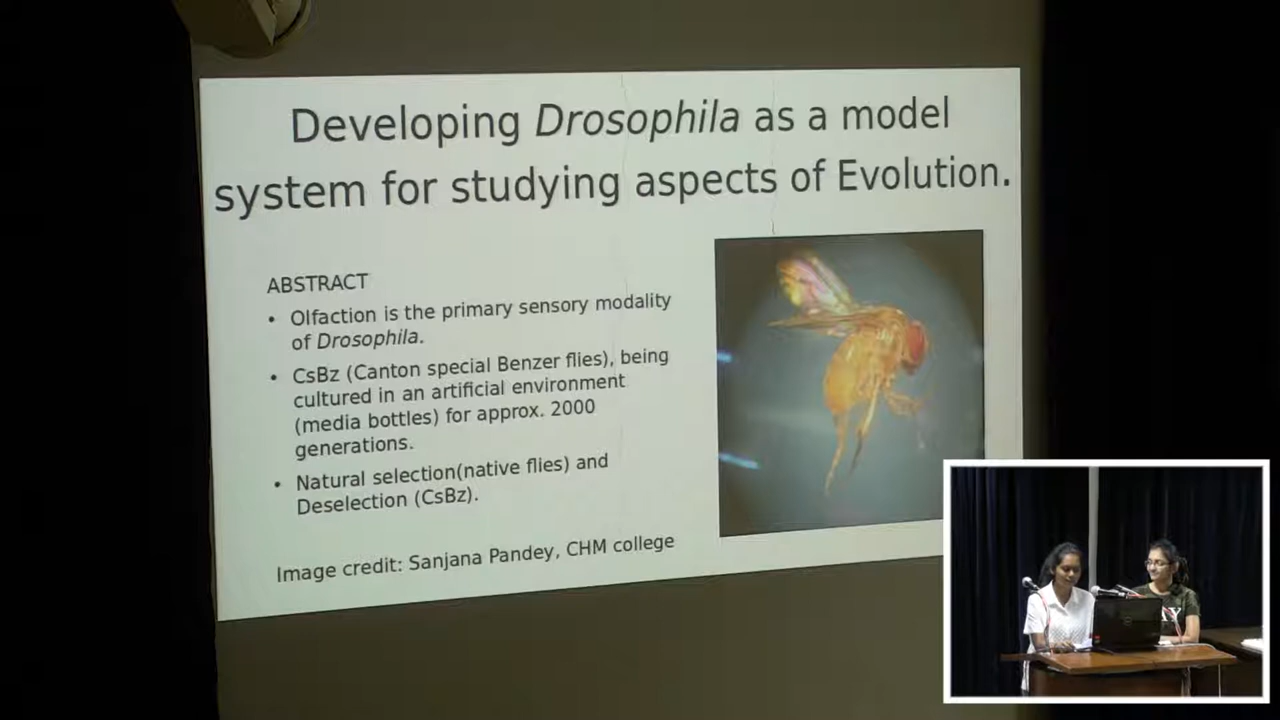 Developing Drosophila as a model
system for studying aspects of Evolution.
ABSTRACT
• Olfaction is the primary sensory modality
of Drosophila.
• CsBz (Canton special Benzer flies), being
cultured in an artificial environment
(media bottles) for approx. 2000
generations.
• Natural selection(native flies) and
Deselection (CsBz).
Image credit: Sanjana Pandey, CHM college